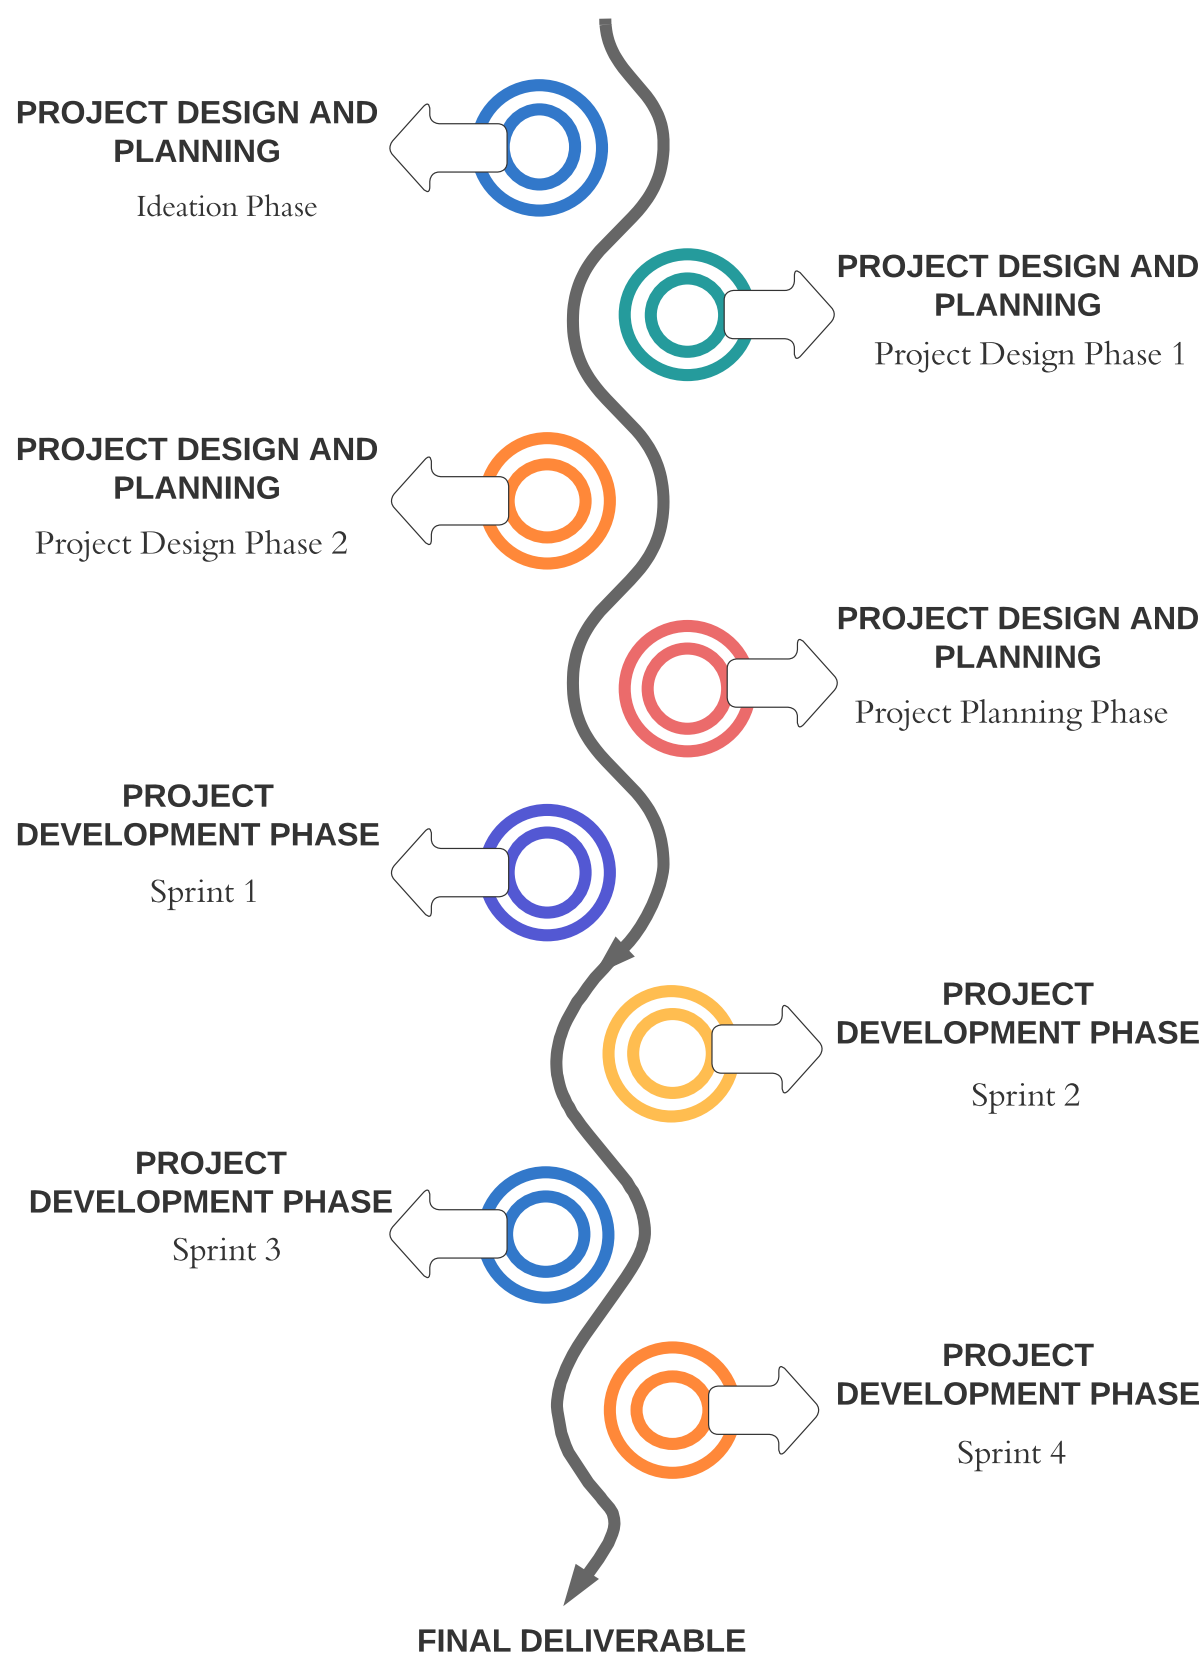 PROJECT DESIGN AND
PLANNING
Ideation Phase
PROJECT DESIGN AND
PLANNING
Project Design Phase 1
PROJECT DESIGN AND
PLANNING
Project Design Phase 2
PROJECT DESIGN AND
PLANNING
Project Planning Phase
PROJECT
DEVELOPMENT PHASE
Sprint 1
PROJECT
DEVELOPMENT PHASE
Sprint 2
PROJECT
DEVELOPMENT PHASE
Sprint 3
PROJECT
DEVELOPMENT PHASE
Sprint 4
FINAL DELIVERABLE